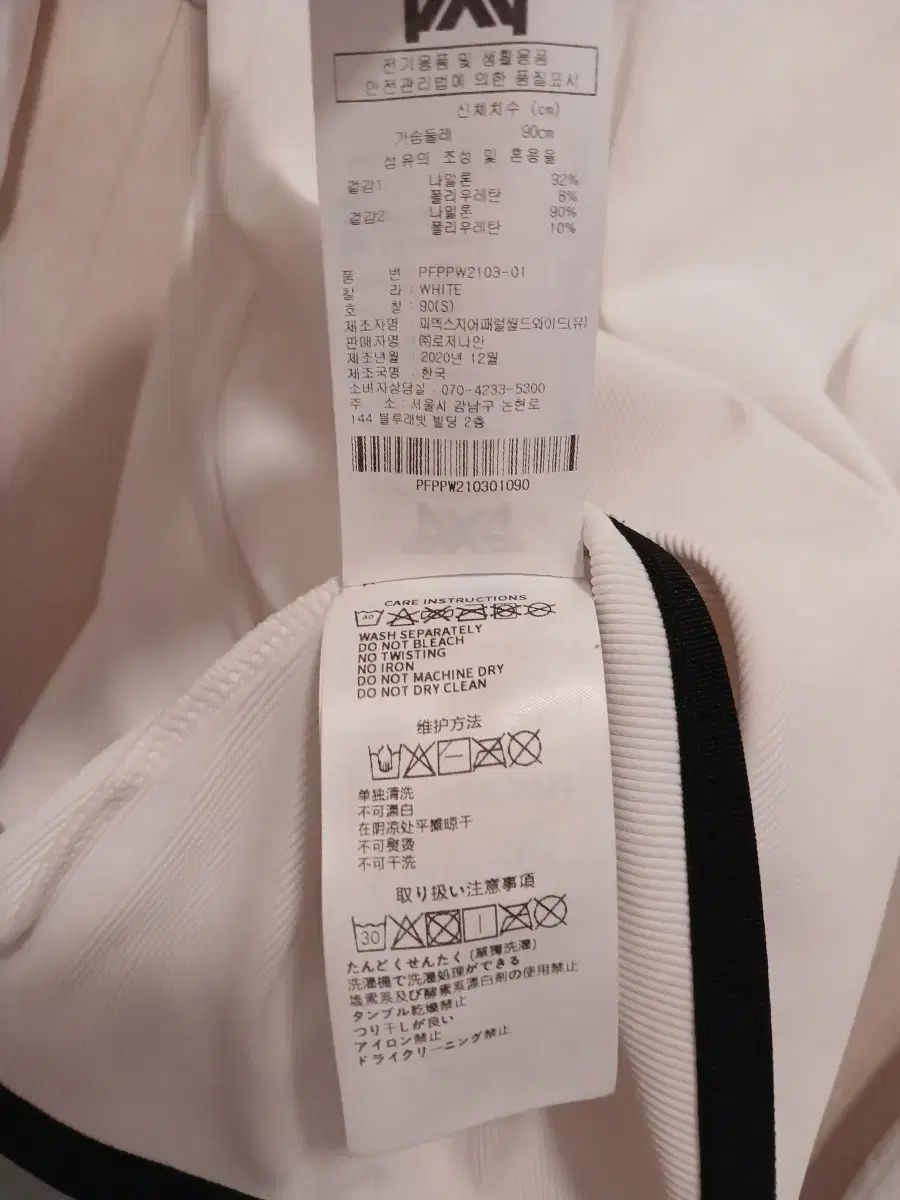 PXG
전기용품 및 생활용품
안전관리법에 의한 품질표시
신체치수 (cm)
가슴둘레 90cm
섬유의 조성 및 혼용율
겉감1: 나일론 92%
폴리우레탄 8%
겉감2: 나일론 90%
폴리우레탄 10%
품 번 : PFPPW2103-01
칼 라 : WHITE
호 칭 : 90(S)
제조자명 : 피엑스지어패럴월드와이드(유)
판매자명 : ㈜로저나인
제조년월 : 2020년 12월
제조국명 : 한국
소비자상담실 : 070-4233-5300
주 소 : 서울시 강남구 논현로
144 블루래빗 빌딩 2층
PFPPW210301090
CARE INSTRUCTIONS
30
WASH SEPARATELY
DO NOT BLEACH
NO TWISTING
NO IRON
DO NOT MACHINE DRY
DO NOT DRY CLEAN
维护方法
单独清洗
不可漂白
在阴凉处平摊晾干
不可熨烫
不可干洗
取り扱い注意事項
30
たんどくせんたく (單獨洗濯)
洗濯機で洗濯処理ができる
塩素系及び酵素系漂白剤の使用禁止
タンブル乾燥禁止
つり干しが良い
アイロン禁止
ドライクリーニング禁止